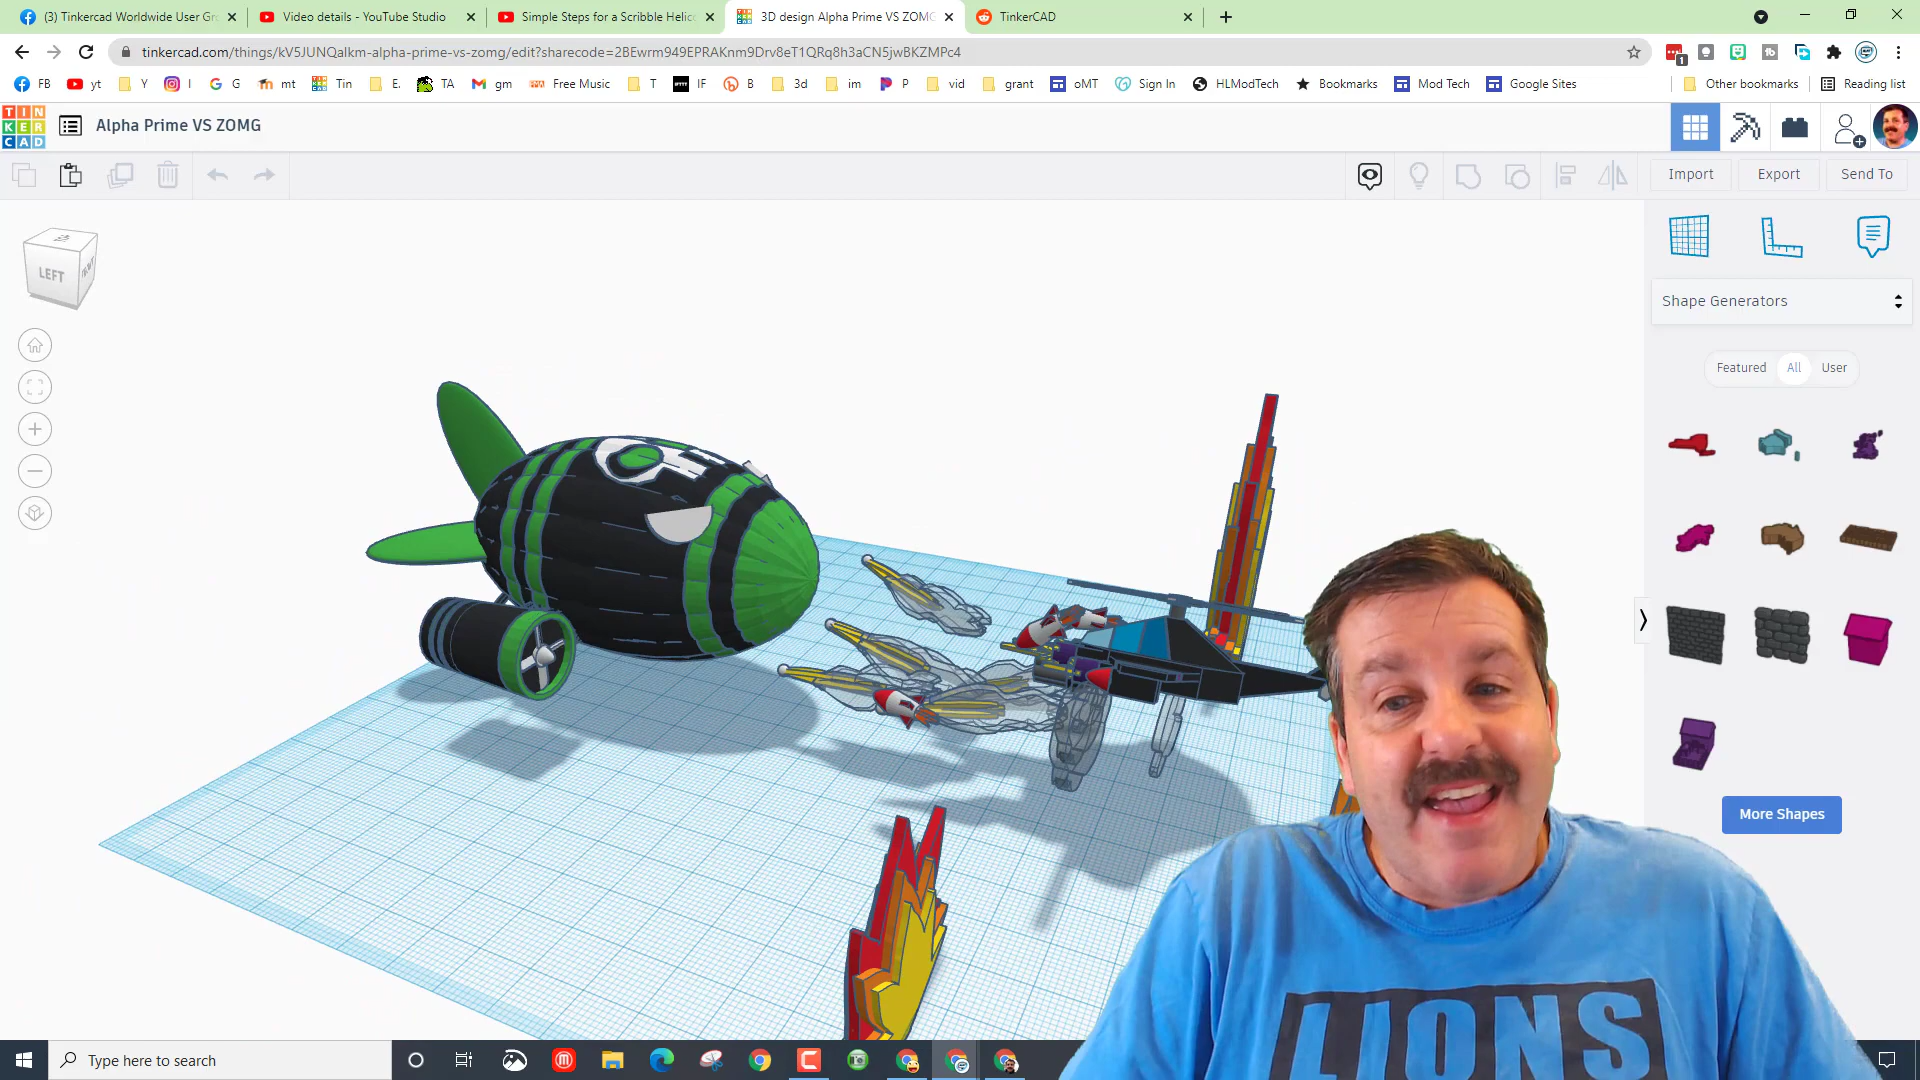 (3) Tinkercad Worldwide User Gr
Video details - YouTube Studio
Simple Steps for a Scribble Helic
3D design Alpha Prime VS ZOMG
TinkerCAD
tinkercad.com/things/kV5JUNQalkm-alpha-prime-vs-zomg/edit?sharecode=2BEwrm949EPRAKnm9Drv8eT1QRq8h3aCN5jwBKZMPc4
1
FB
yt
Y
I
G
mt
Tin
E.
TA
gm
Free Music
T
IF
B
3d
im
P
vid
grant
oMT
Sign In
HLModTech
Bookmarks
Mod Tech
Google Sites
Other bookmarks
Reading list
TINKERCAD
Alpha Prime VS ZOMG
Import
Export
Send To
LEFT
Shape Generators
Featured
All
User
More Shapes
LIONS
Type here to search